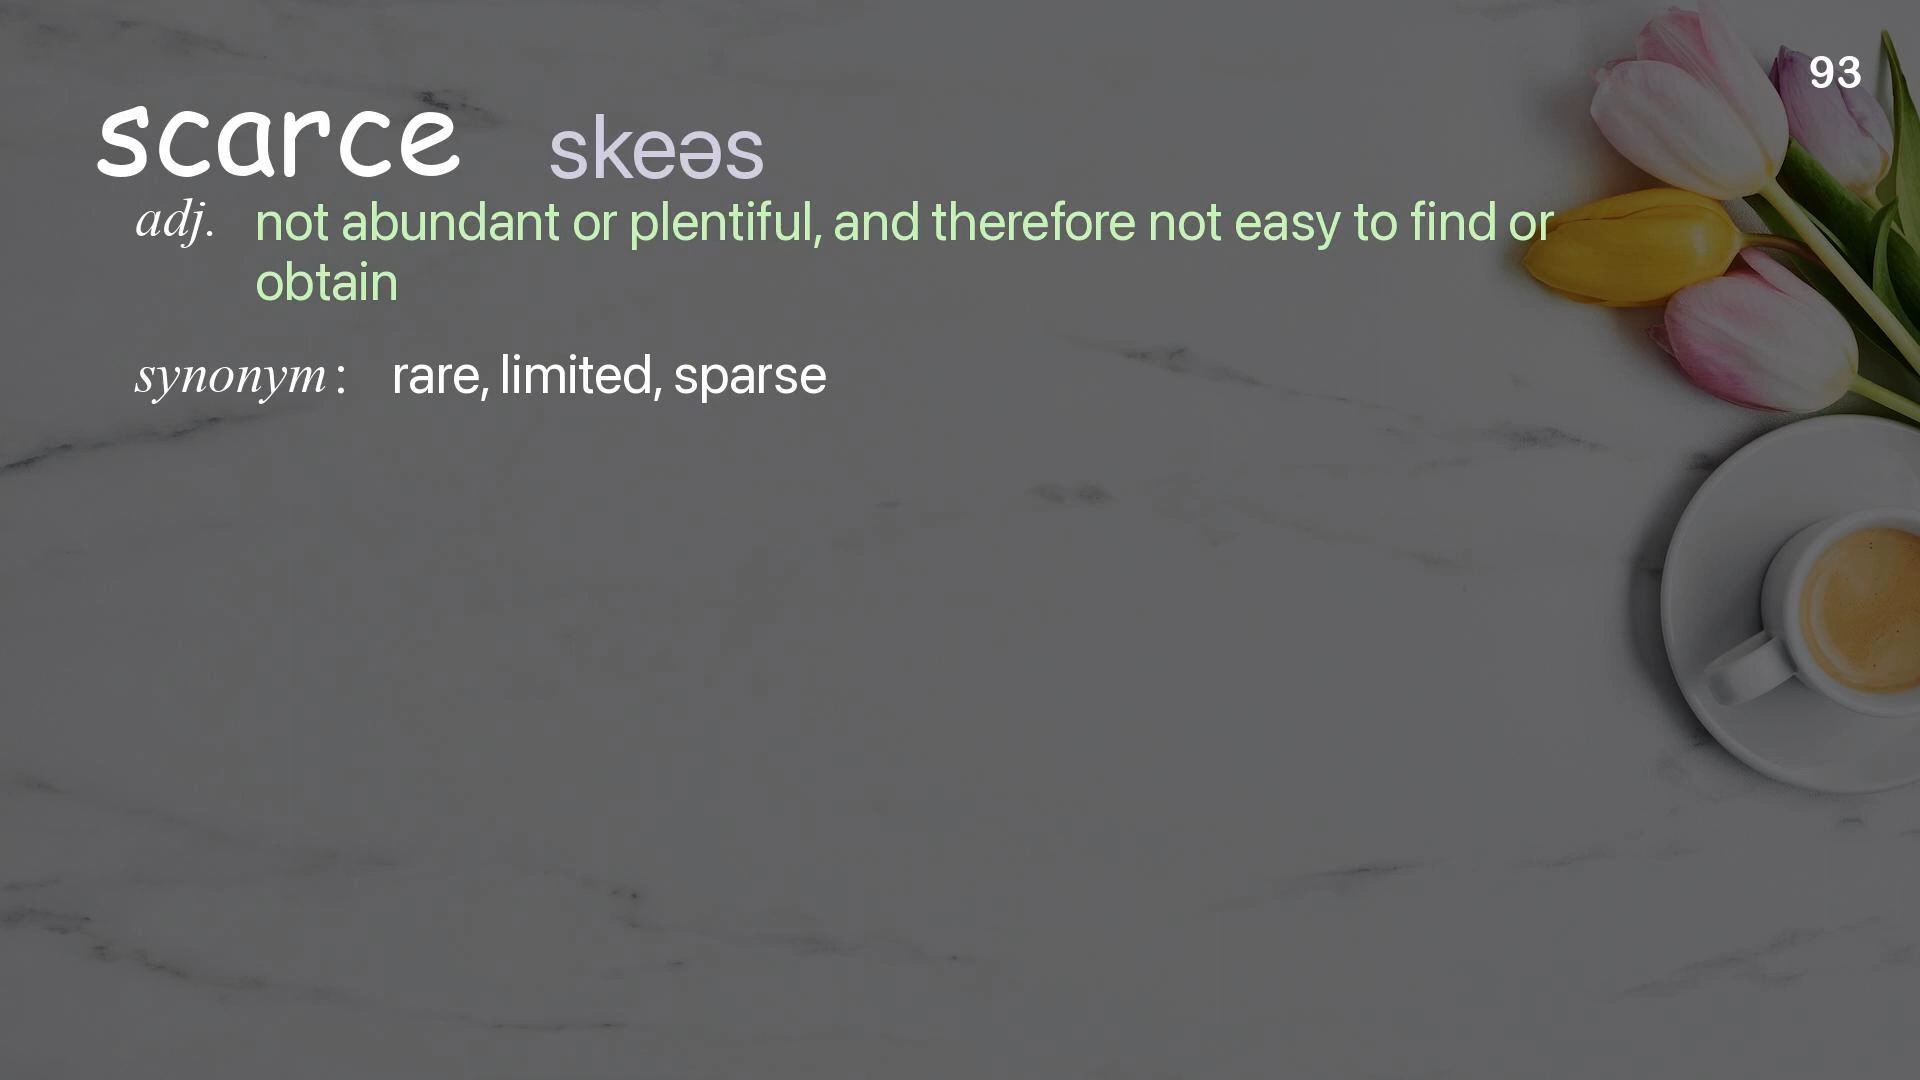 93
scarce skeəs
adj. not abundant or plentiful, and therefore not easy to find or
obtain
synonym : rare, limited, sparse